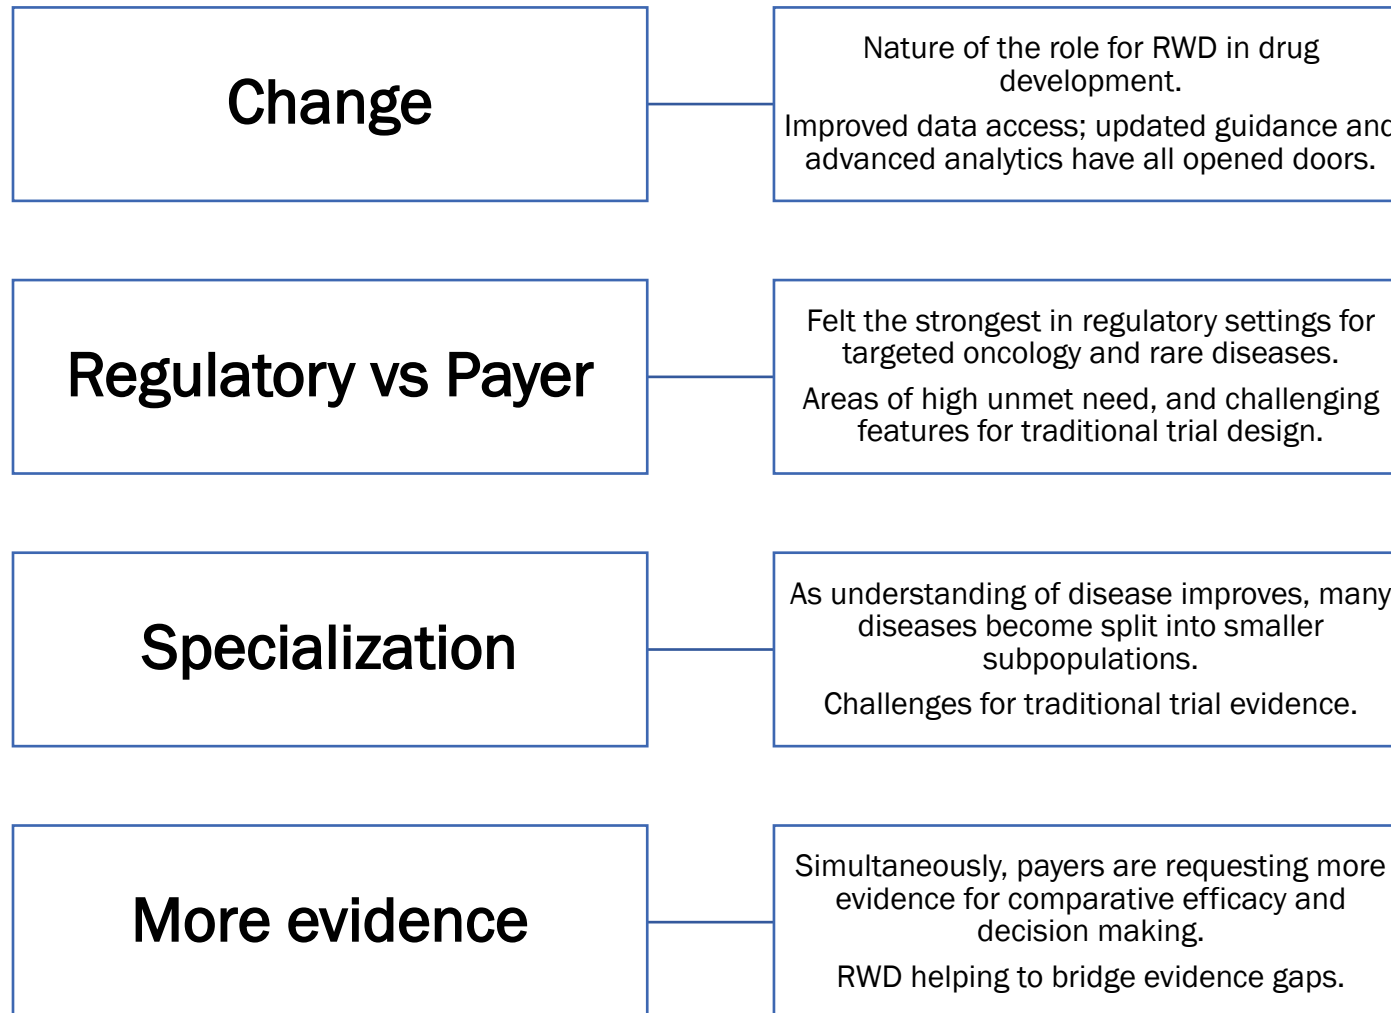 Change
Nature of the role for RWD in drug
development.
Improved data access; updated guidance and
advanced analytics have all opened doors.
Regulatory vs Payer
Felt the strongest in regulatory settings for
targeted oncology and rare diseases.
Areas of high unmet need, and challenging
features for traditional trial design.
Specialization
As understanding of disease improves, many
diseases become split into smaller
subpopulations.
Challenges for traditional trial evidence.
More evidence
Simultaneously, payers are requesting more
evidence for comparative efficacy and
decision making.
RWD helping to bridge evidence gaps.